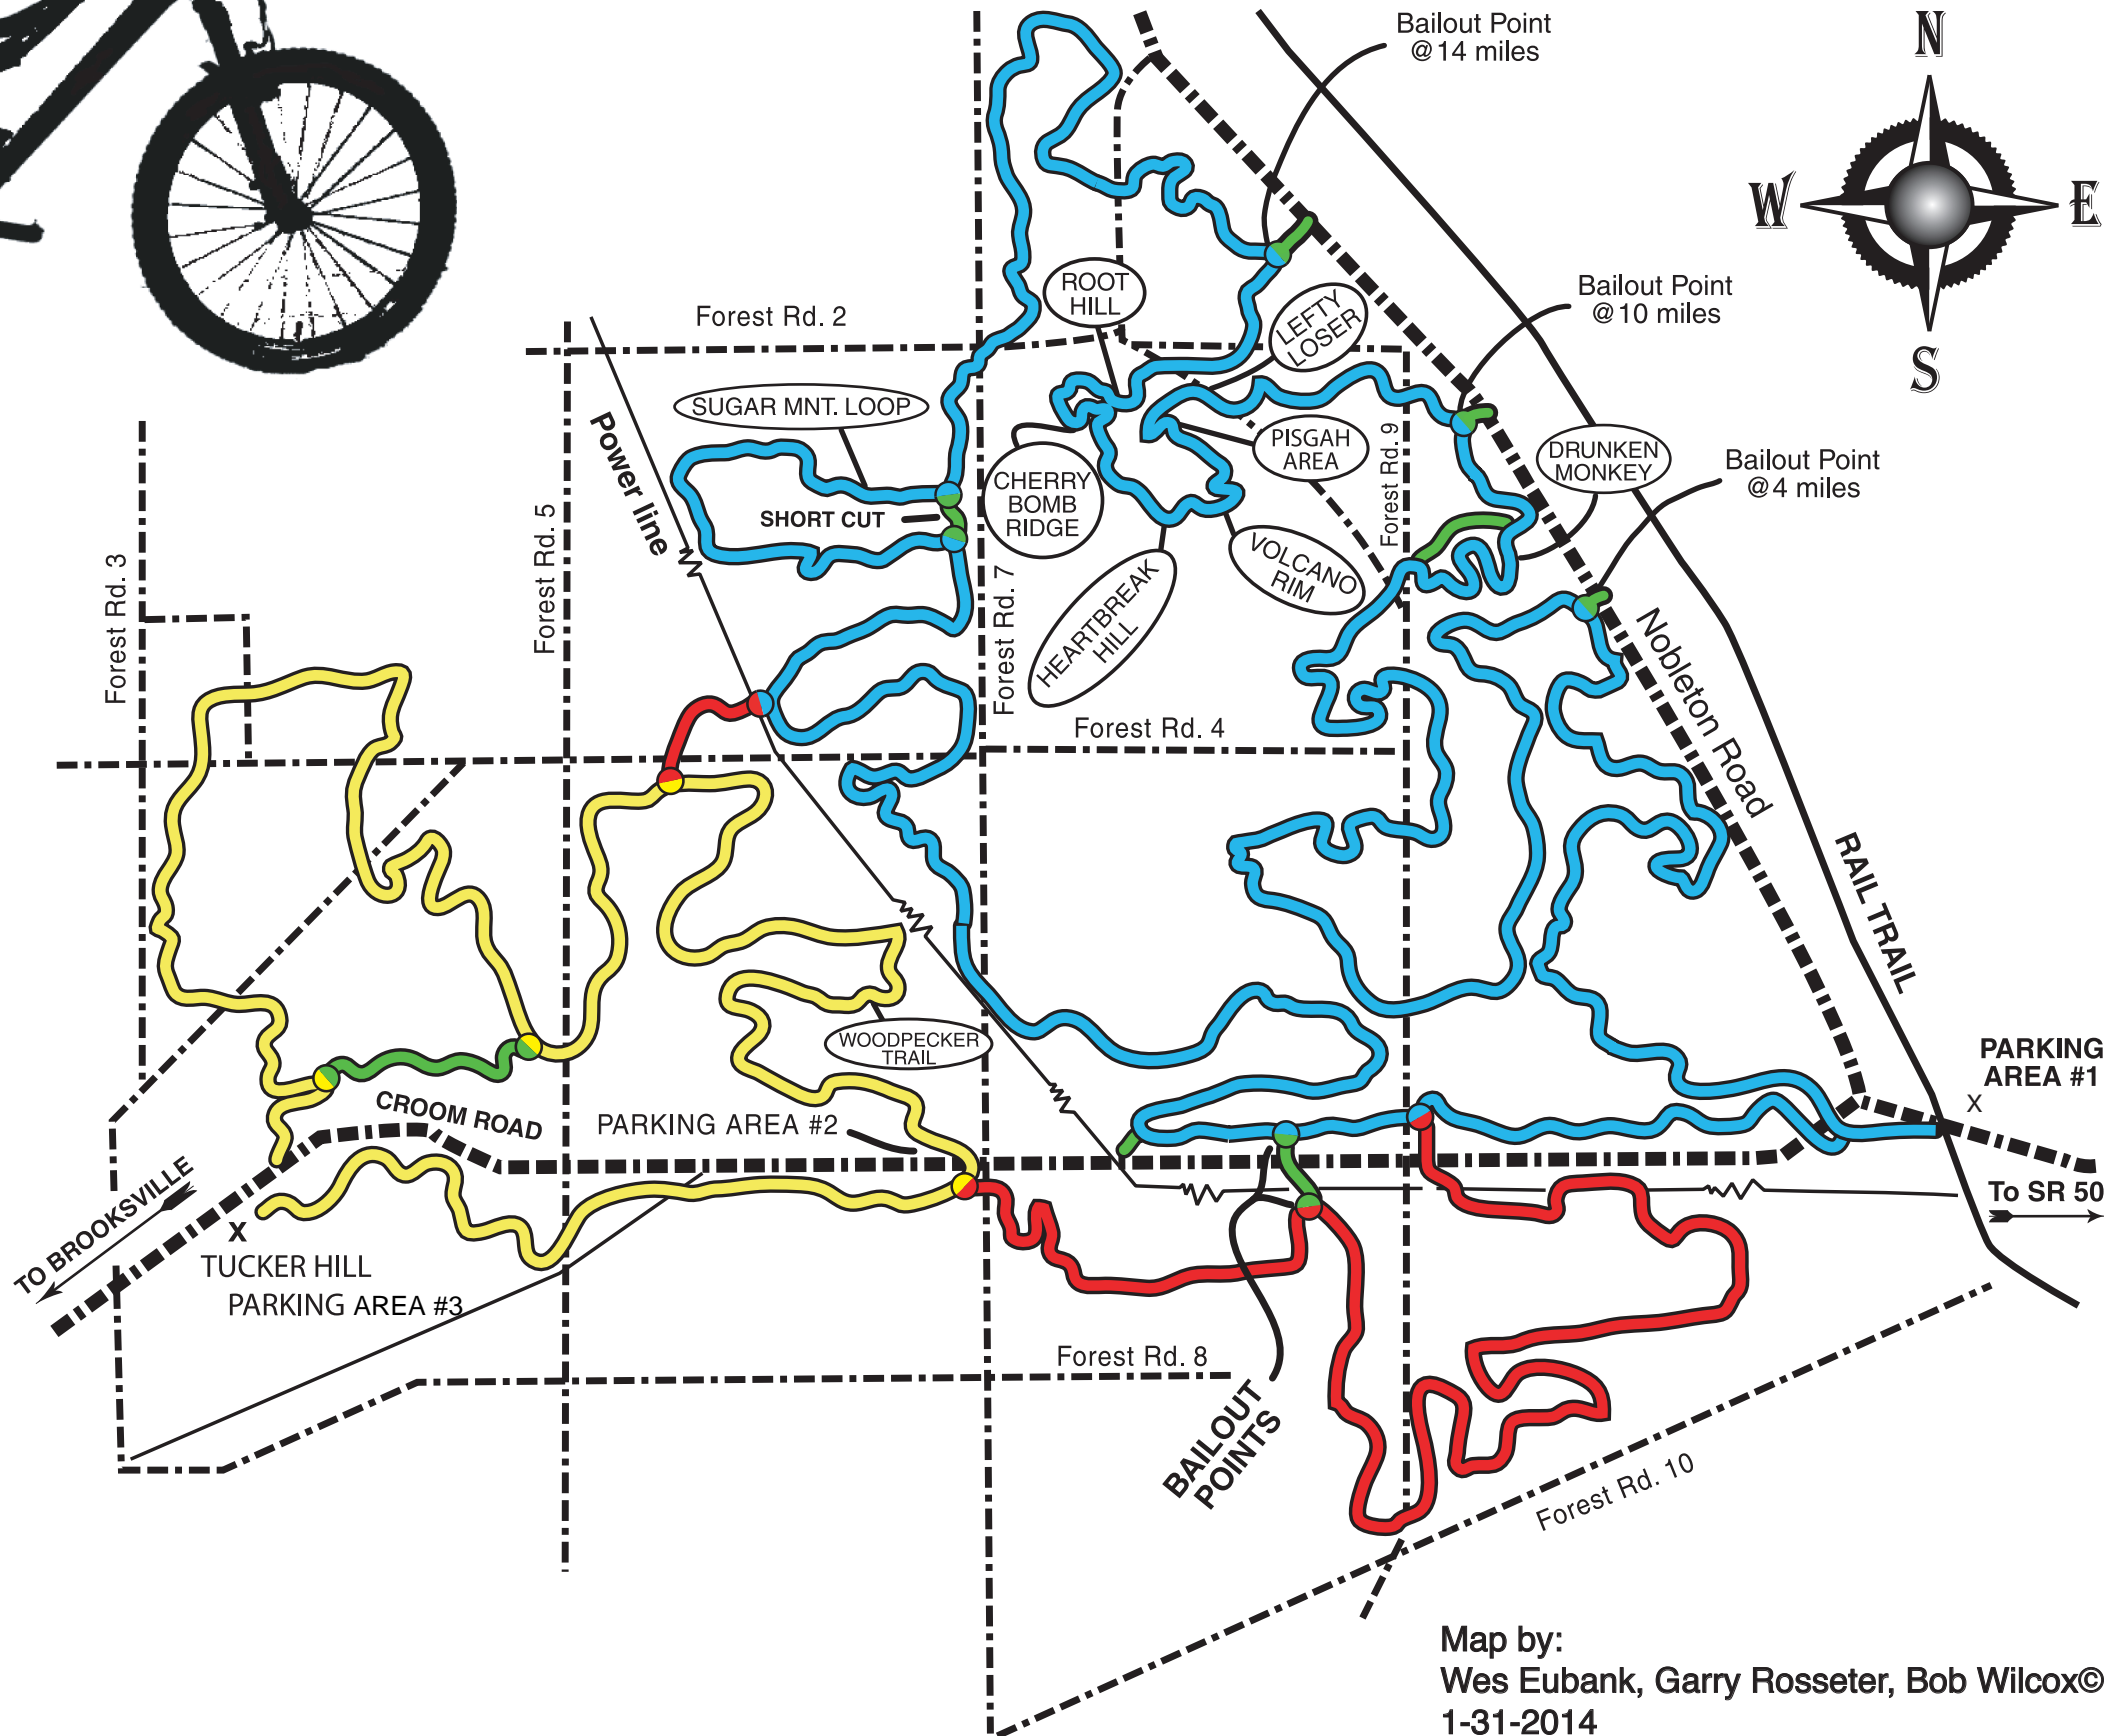 Bailout Point
@14 miles
N
W
E
S
ROOT
HILL
LEFTY
LOSER
Bailout Point
@10 miles
Forest Rd. 2
SUGAR MNT. LOOP
Power line
SHORT CUT
CHERRY
BOMB
RIDGE
PISGAH
AREA
Forest Rd. 9
DRUNKEN
MONKEY
Bailout Point
@4 miles
Forest Rd. 3
Forest Rd. 5
Forest Rd. 7
HEARTBREAK
HILL
VOLCANO
RIM
Nobleton Road
Forest Rd. 4
RAIL TRAIL
WOODPECKER
TRAIL
PARKING
AREA #1
X
CROOM ROAD
PARKING AREA #2
TO BROOKSVILLE
X
TUCKER HILL
PARKING AREA #3
To SR 50
Forest Rd. 8
BAILOUT
POINTS
Forest Rd. 10
Map by:
Wes Eubank, Garry Rosseter, Bob Wilcox©
1-31-2014